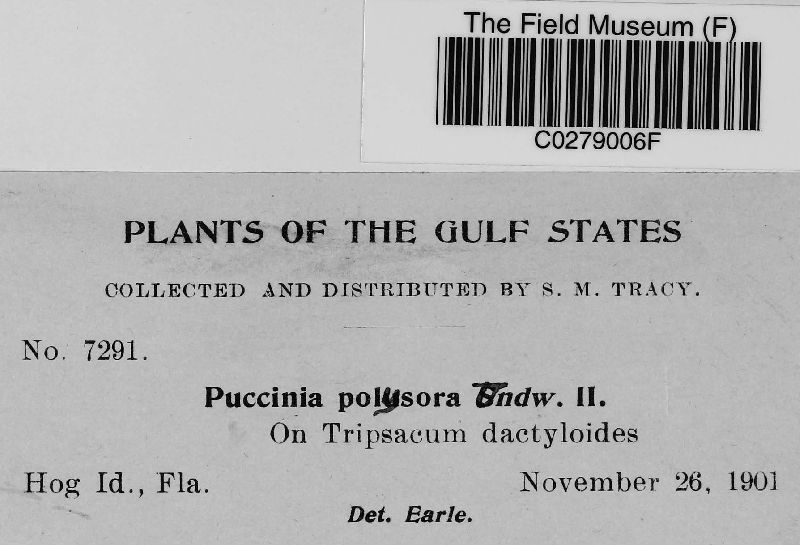 The Field Museum (F)
C0279006F
PLANTS OF THE GULF STATES
COLLECTED AND DISTRIBUTED BY S. M. TRACY.
No. 7291.
Puccinia polysora Undw. II.
On Tripsacum dactyloides
Hog Id., Fla. November 26, 1901
Det. Earle.